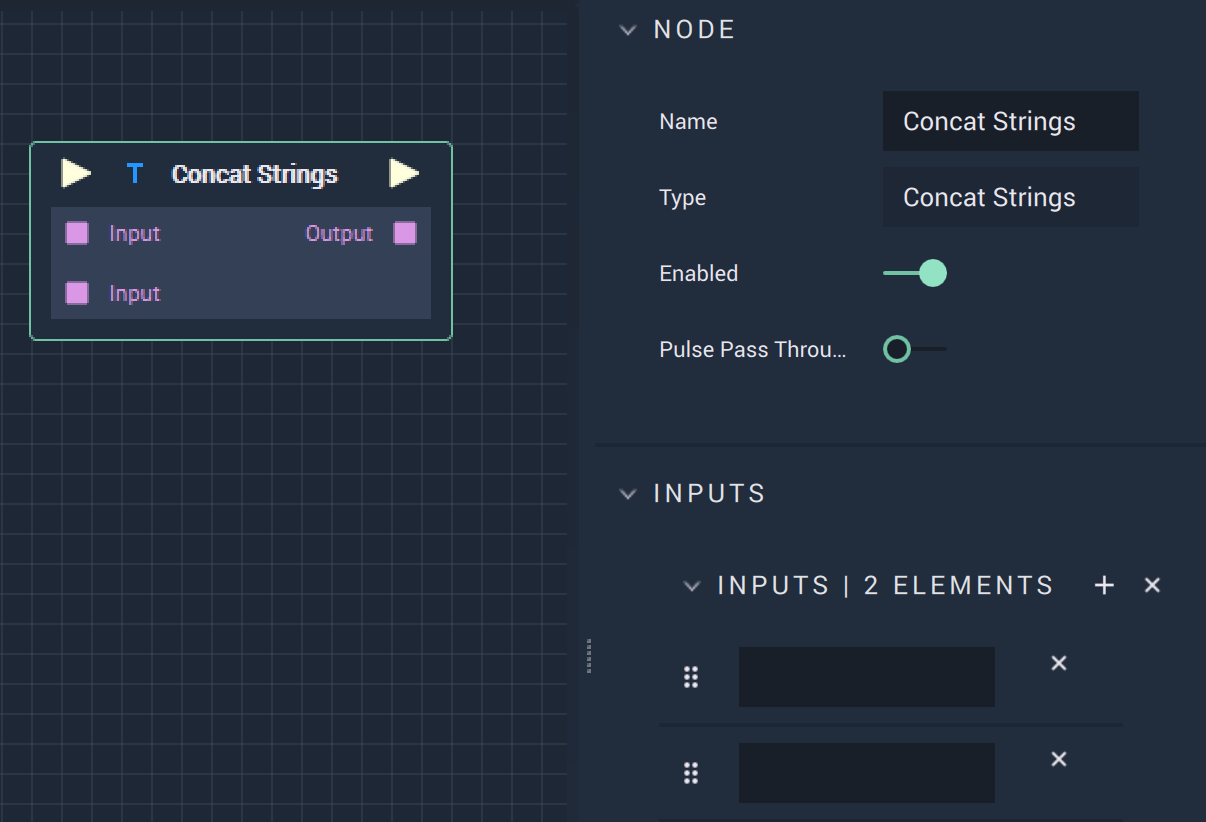 Concat Strings
Input Output
Input
NODE
Name Concat Strings
Type Concat Strings
Enabled
Pulse Pass Throu...
INPUTS
INPUTS | 2 ELEMENTS